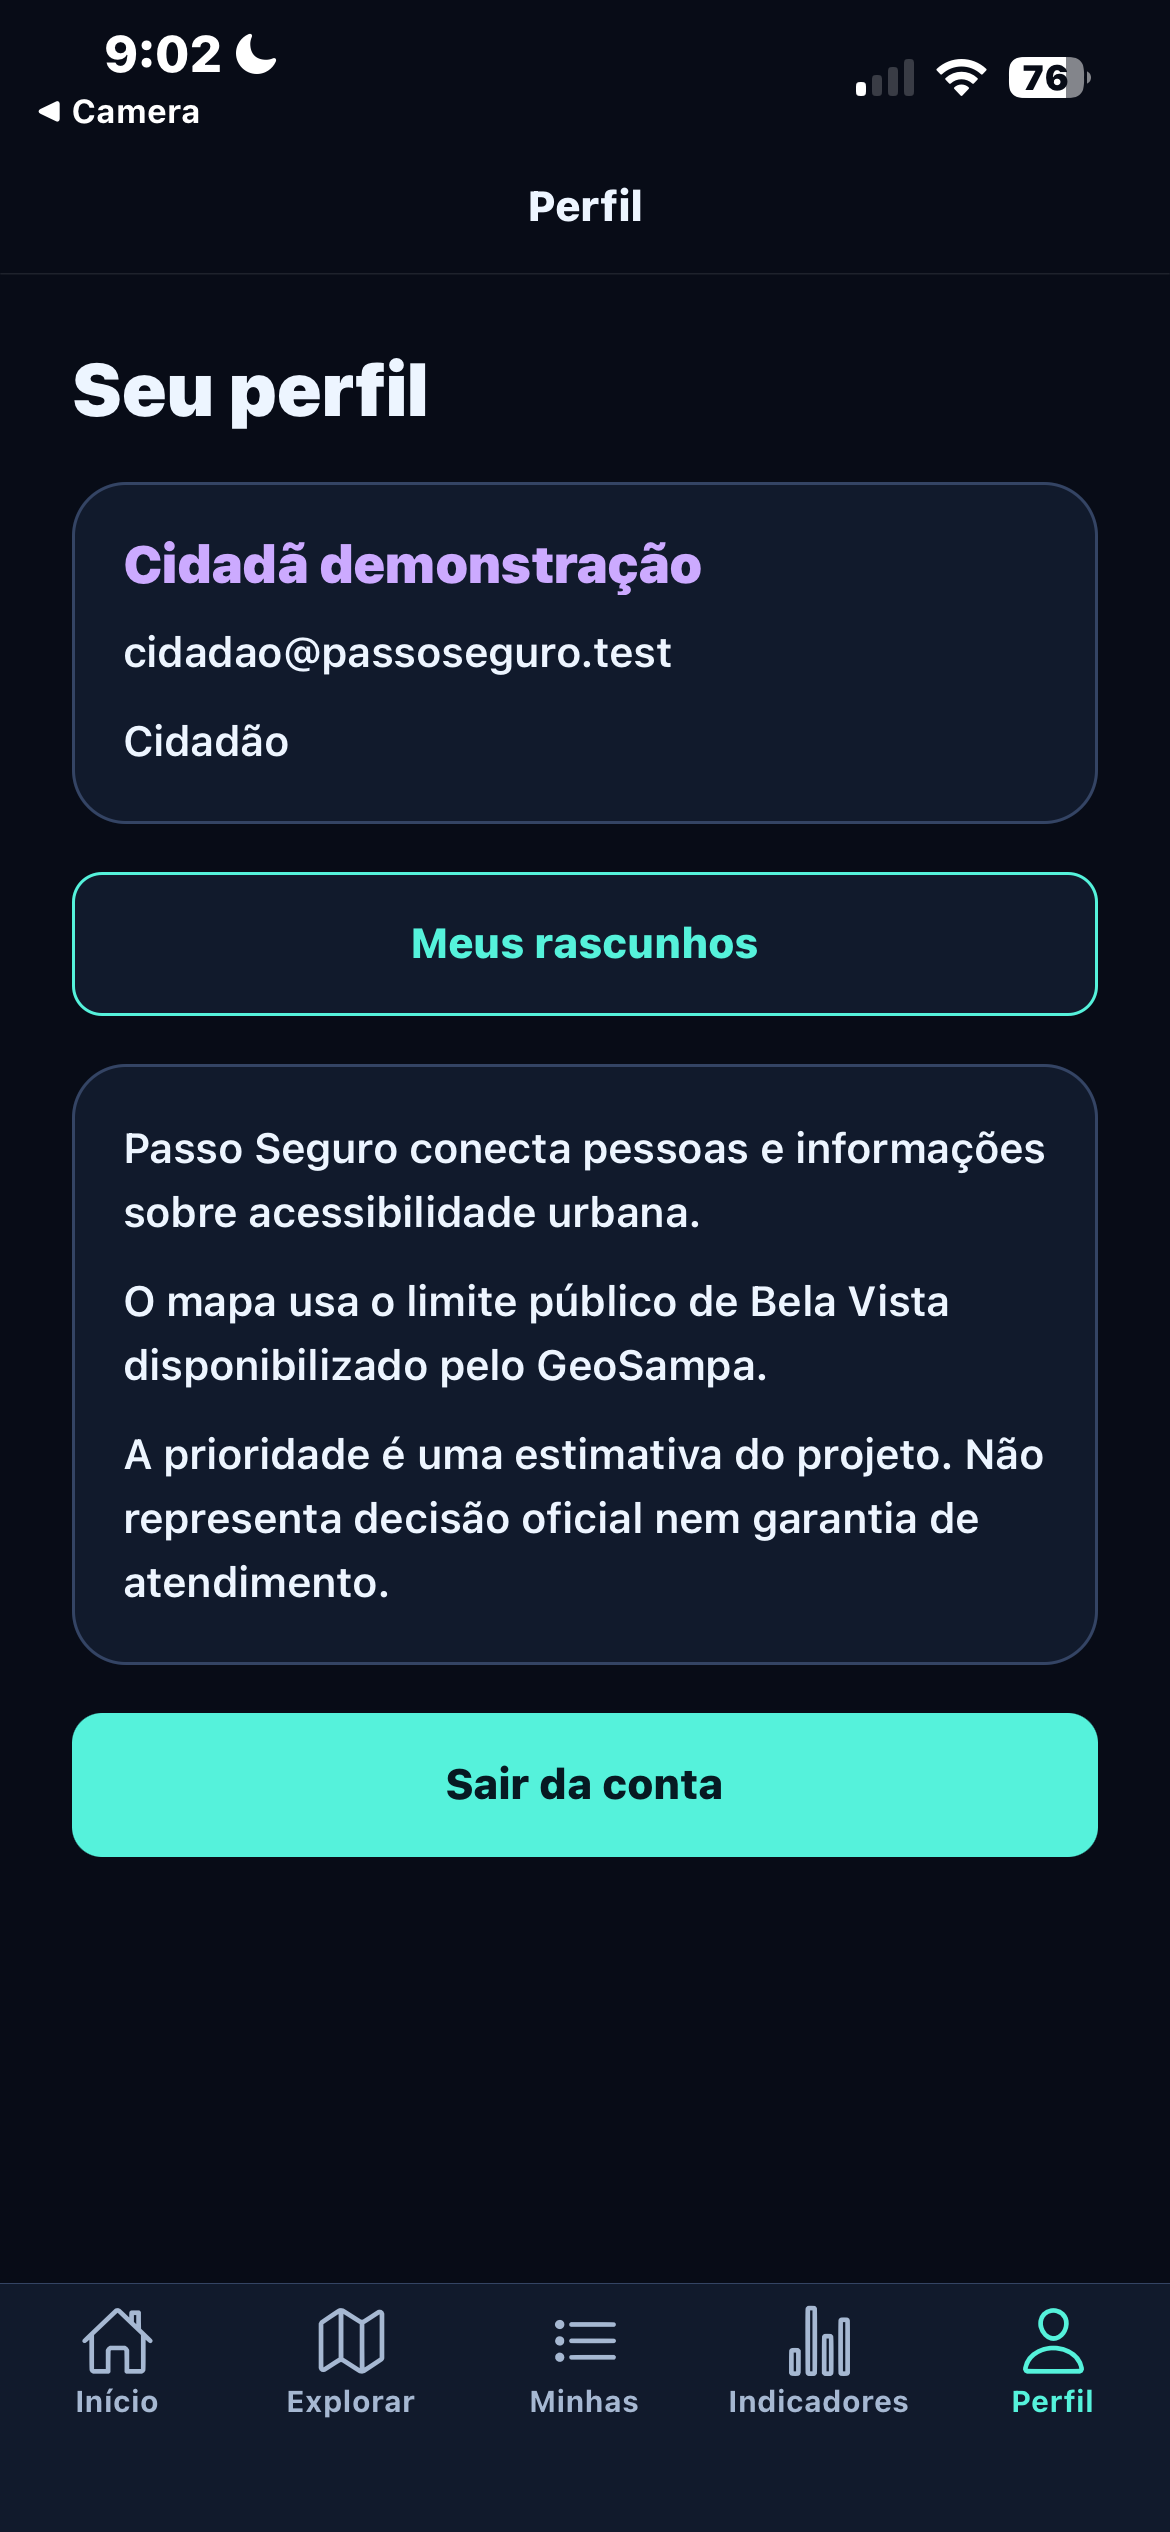 9:02
76
Camera
Perfil
Seu perfil
Cidadã demonstração
cidadao@passoseguro.test
Cidadão
Meus rascunhos
Passo Seguro conecta pessoas e informações
sobre acessibilidade urbana.
O mapa usa o limite público de Bela Vista
disponibilizado pelo GeoSampa.
A prioridade é uma estimativa do projeto. Não
representa decisão oficial nem garantia de
atendimento.
Sair da conta
Início
Explorar
Minhas
Indicadores
Perfil